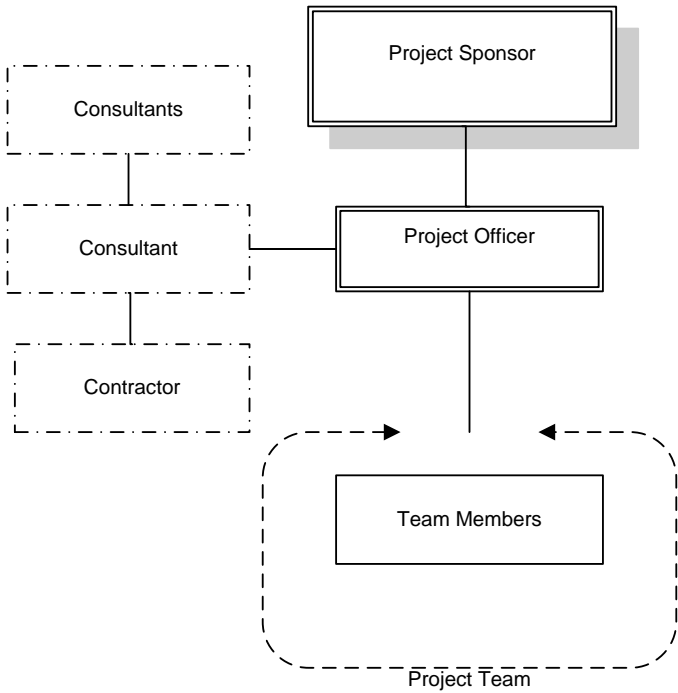 Project Sponsor
Consultants
Consultant
Project Officer
Contractor
Team Members
Project Team